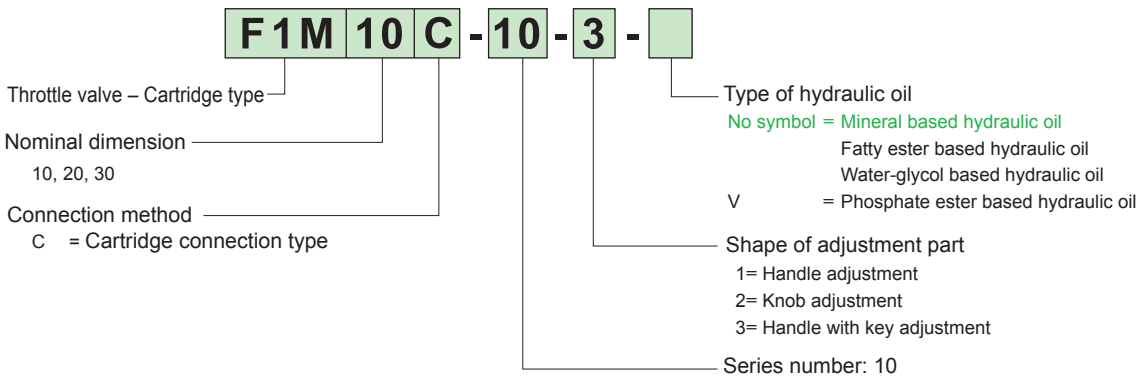 F1M 10 C - 10 - 3 -
Throttle valve – Cartridge type
Nominal dimension
10, 20, 30
Connection method
C = Cartridge connection type
Type of hydraulic oil
No symbol = Mineral based hydraulic oil
Fatty ester based hydraulic oil
Water-glycol based hydraulic oil
V = Phosphate ester based hydraulic oil
Shape of adjustment part
1= Handle adjustment
2= Knob adjustment
3= Handle with key adjustment
Series number: 10